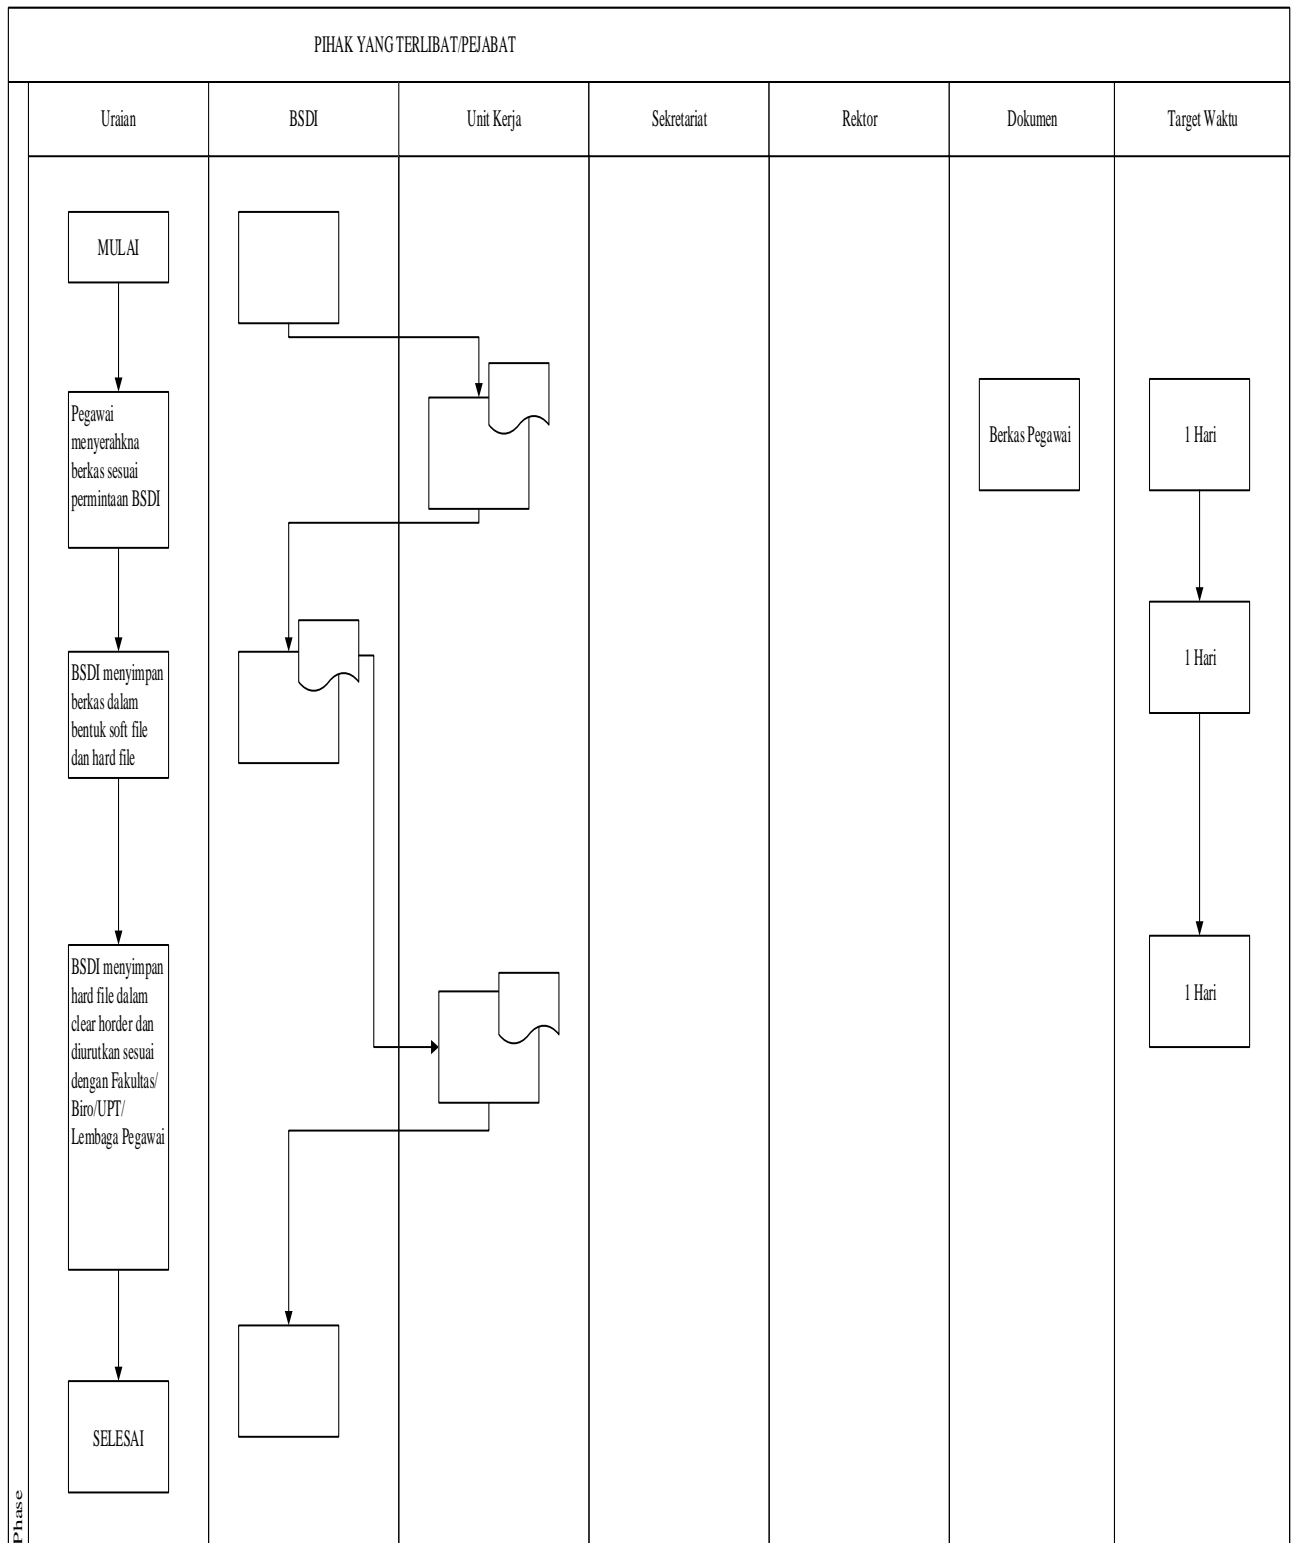 PIHAK YANG TERLIBAT/PEJABAT
Uraian
BSDI
Unit Kerja
Sekretariat
Rektor
Dokumen
Target Waktu
MULAI
Pegawai
menyerahkna
berkas sesuai
permintaan BSDI
Berkas Pegawai
1 Hari
BSDI menyimpan
berkas dalam
bentuk soft file
dan hard file
1 Hari
BSDI menyimpan
hard file dalam
clear horder dan
diurutkan sesuai
dengan Fakultas/
Biro/UPT/
Lembaga Pegawai
1 Hari
SELESAI
Phase